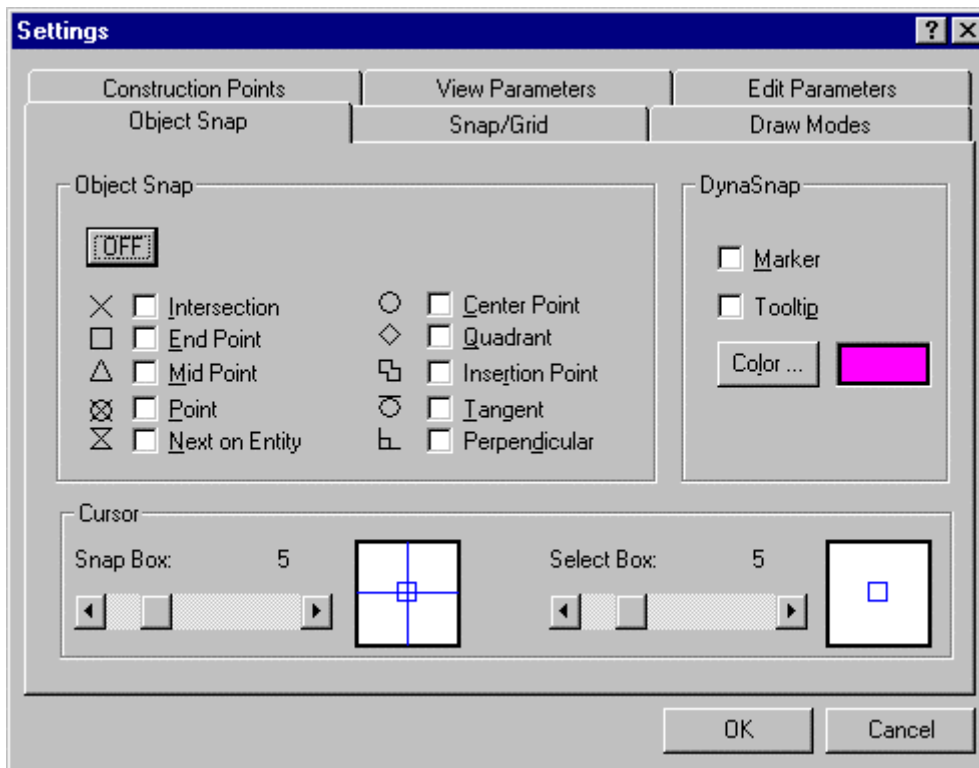 Settings
Construction Points View Parameters Edit Parameters
Object Snap Snap/Grid Draw Modes
Object Snap
OFF
Intersection
End Point
Mid Point
Point
Next on Entity
Center Point
Quadrant
Insertion Point
Tangent
Perpendicular
DynaSnap
Marker
Tooltip
Color ...
Cursor
Snap Box: 5
Select Box: 5
OK Cancel